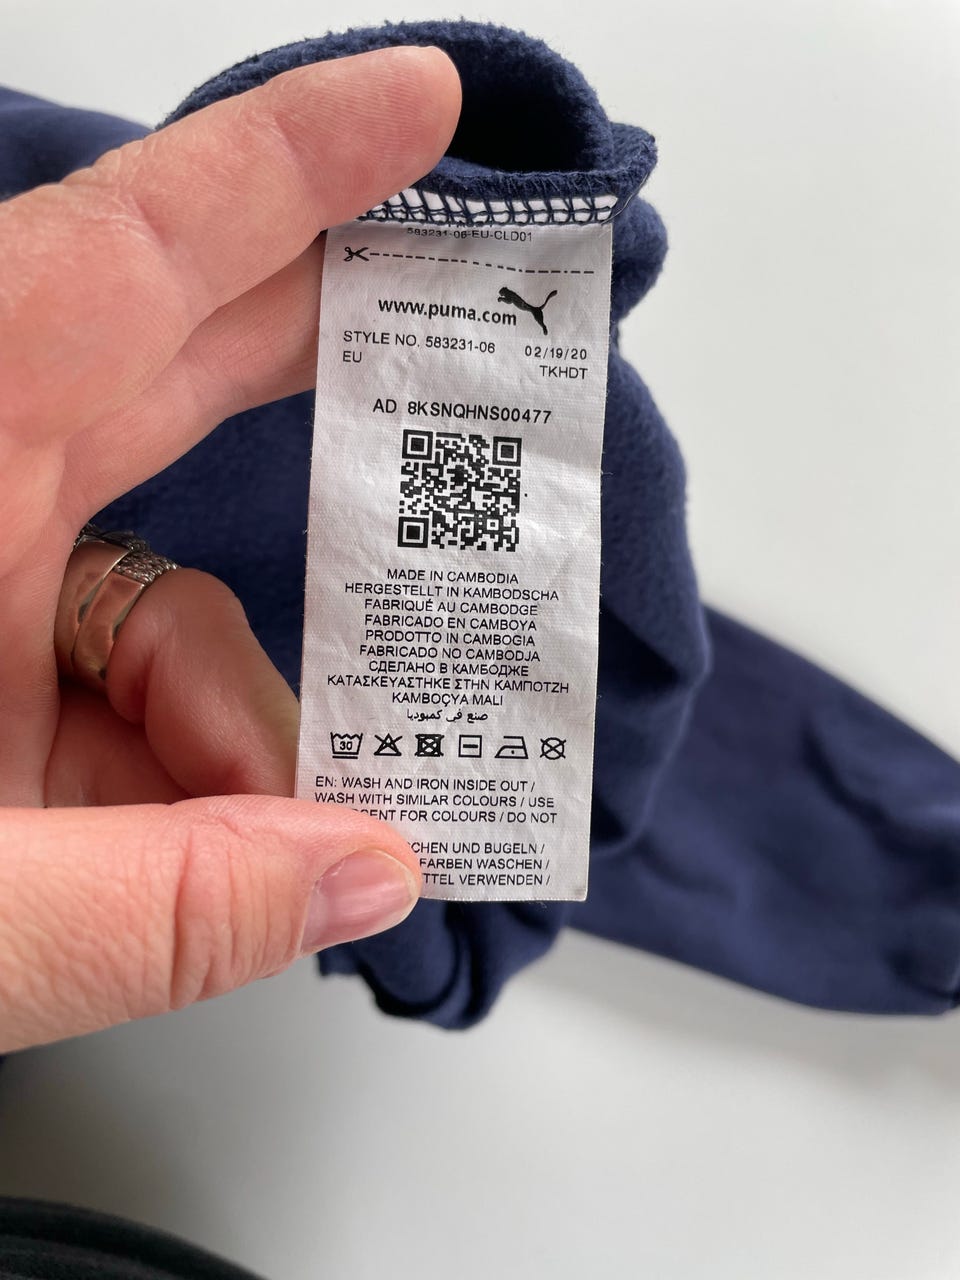 583231-06-EU-CLD01
www.puma.com
STYLE NO. 583231-06 02/19/20
EU TKHDT
AD 8KSNQHNS00477
MADE IN CAMBODIA
HERGESTELLT IN KAMBODSCHA
FABRIQUÉ AU CAMBODGE
FABRICADO EN CAMBOYA
PRODOTTO IN CAMBOGIA
FABRICADO NO CAMBODJA
СДЕЛАНО В КАМБОДЖЕ
ΚΑΤΑΣΚΕΥΑΣΤΗΚΕ ΣΤΗΝ ΚΑΜΠΟΤΖΗ
KAMBOÇYA MALI
صنع في كمبوديا
30
EN: WASH AND IRON INSIDE OUT /
WASH WITH SIMILAR COLOURS / USE
FOR COLOURS / DO NOT
UND BUGELN /
FARBEN WASCHEN /
VERWENDEN /